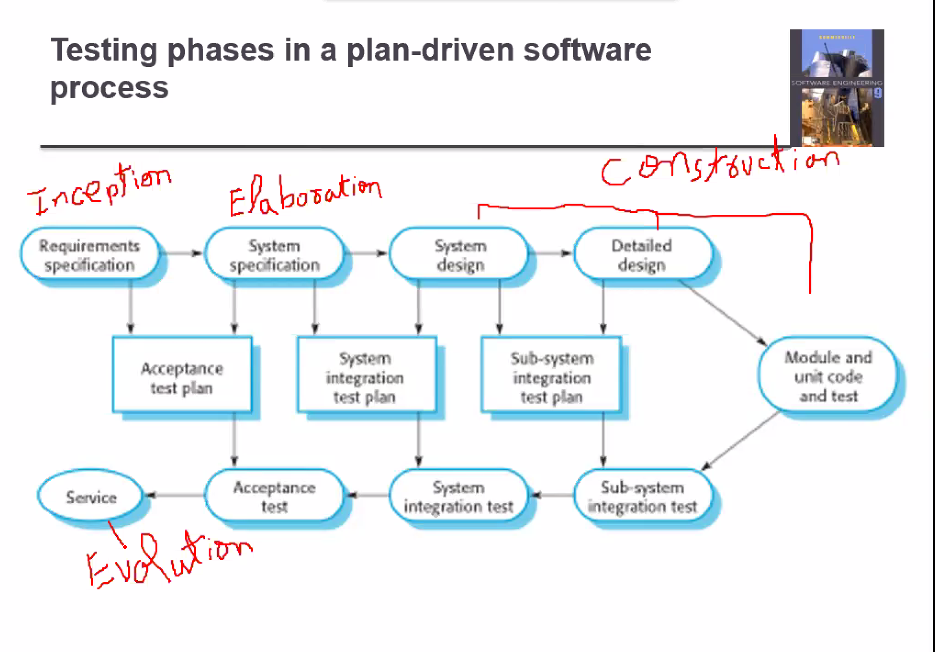 Testing phases in a plan-driven software
process
SOMMERVILLE
SOFTWARE ENGINEERING
9
Construction
Inception
Elaboration
Requirements
specification
System
specification
System
design
Detailed
design
Acceptance
test plan
System
integration
test plan
Sub-system
integration
test plan
Module and
unit code
and test
Service
Acceptance
test
System
integration test
Sub-system
integration test
Evolution